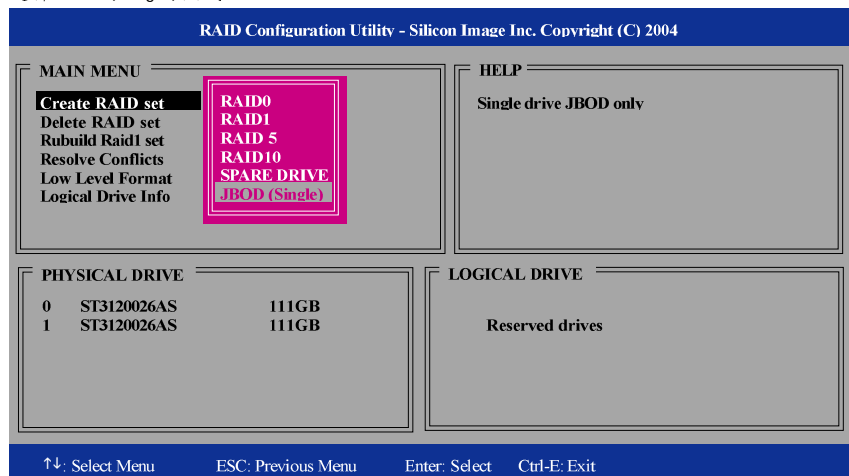 RAID Configuration Utility - Silicon Image Inc. Copyright (C) 2004
MAIN MENU
Create RAID set
Delete RAID set
Rubuild Raid1 set
Resolve Conflicts
Low Level Format
Logical Drive Info
RAID0
RAID1
RAID 5
RAID10
SPARE DRIVE
JBOD (Single)
HELP
Single drive JBOD only
PHYSICAL DRIVE
0 ST3120026AS 111GB
1 ST3120026AS 111GB
LOGICAL DRIVE
Reserved drives
↑↓: Select Menu ESC: Previous Menu Enter: Select Ctrl-E: Exit